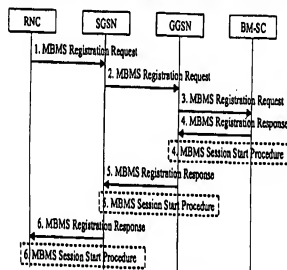 RNC SGSN GGSN BM-SC
1. MBMS Registration Request
2. MBMS Registration Request
3. MBMS Registration Request
4. MBMS Registration Response
4. MBMS Session Start Procedure
5. MBMS Registration Response
5. MBMS Session Start Procedure
6. MBMS Registration Response
6. MBMS Session Start Procedure